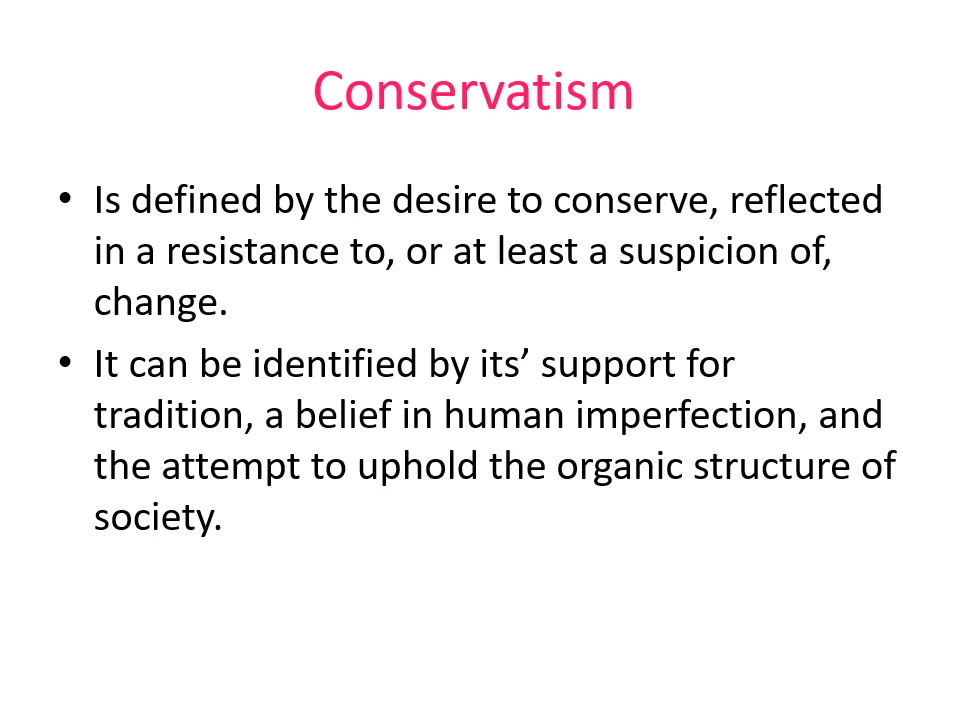 Conservatism
• Is defined by the desire to conserve, reflected
in a resistance to, or at least a suspicion of,
change.
• It can be identified by its’ support for
tradition, a belief in human imperfection, and
the attempt to uphold the organic structure of
society.